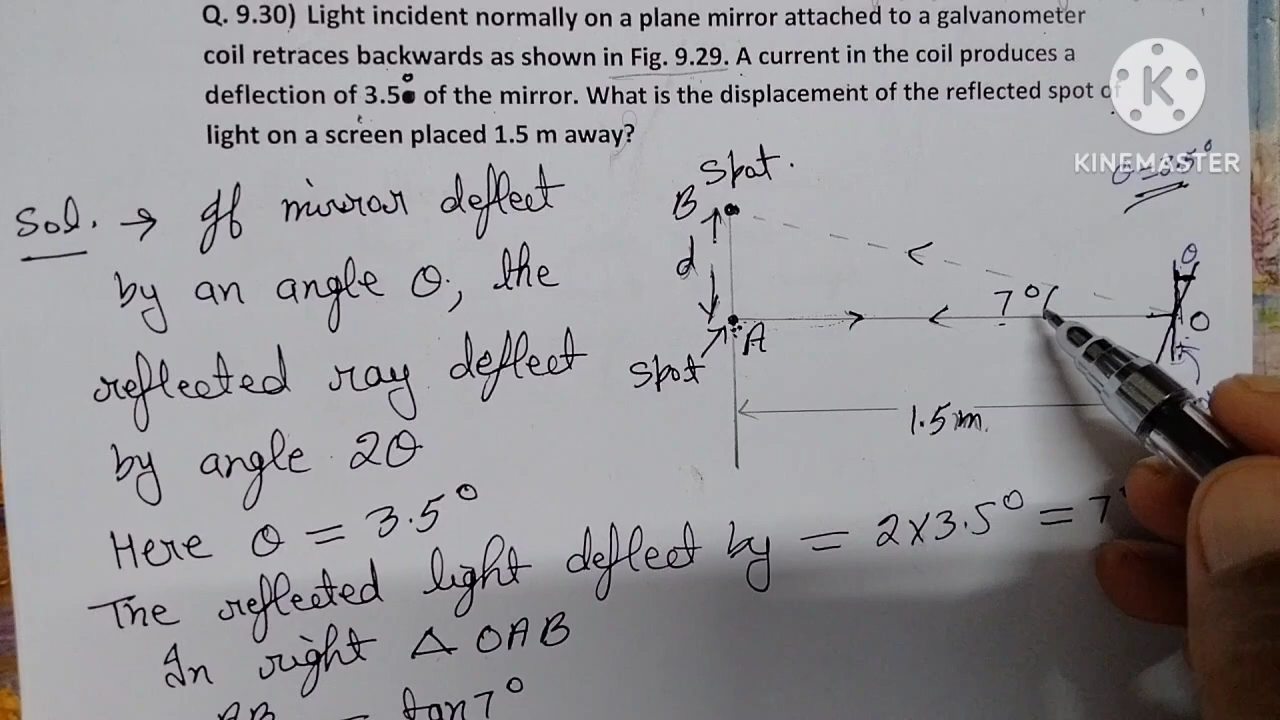 Q. 9.30) Light incident normally on a plane mirror attached to a galvanometer
coil retraces backwards as shown in Fig. 9.29. A current in the coil produces a
deflection of 3.5° of the mirror. What is the displacement of the reflected spot of
light on a screen placed 1.5 m away?
K
KINEMASTER
θ=3.5°
Spot.
B
d
A
Spot
7°
θ
O
1.5m.
Sol. → If mirror deflect
by an angle θ, the
reflected ray deflect
by angle 2θ
Here θ = 3.5°
The reflected light deflect by = 2×3.5° = 7°
In right Δ OAB
AB = tan7°